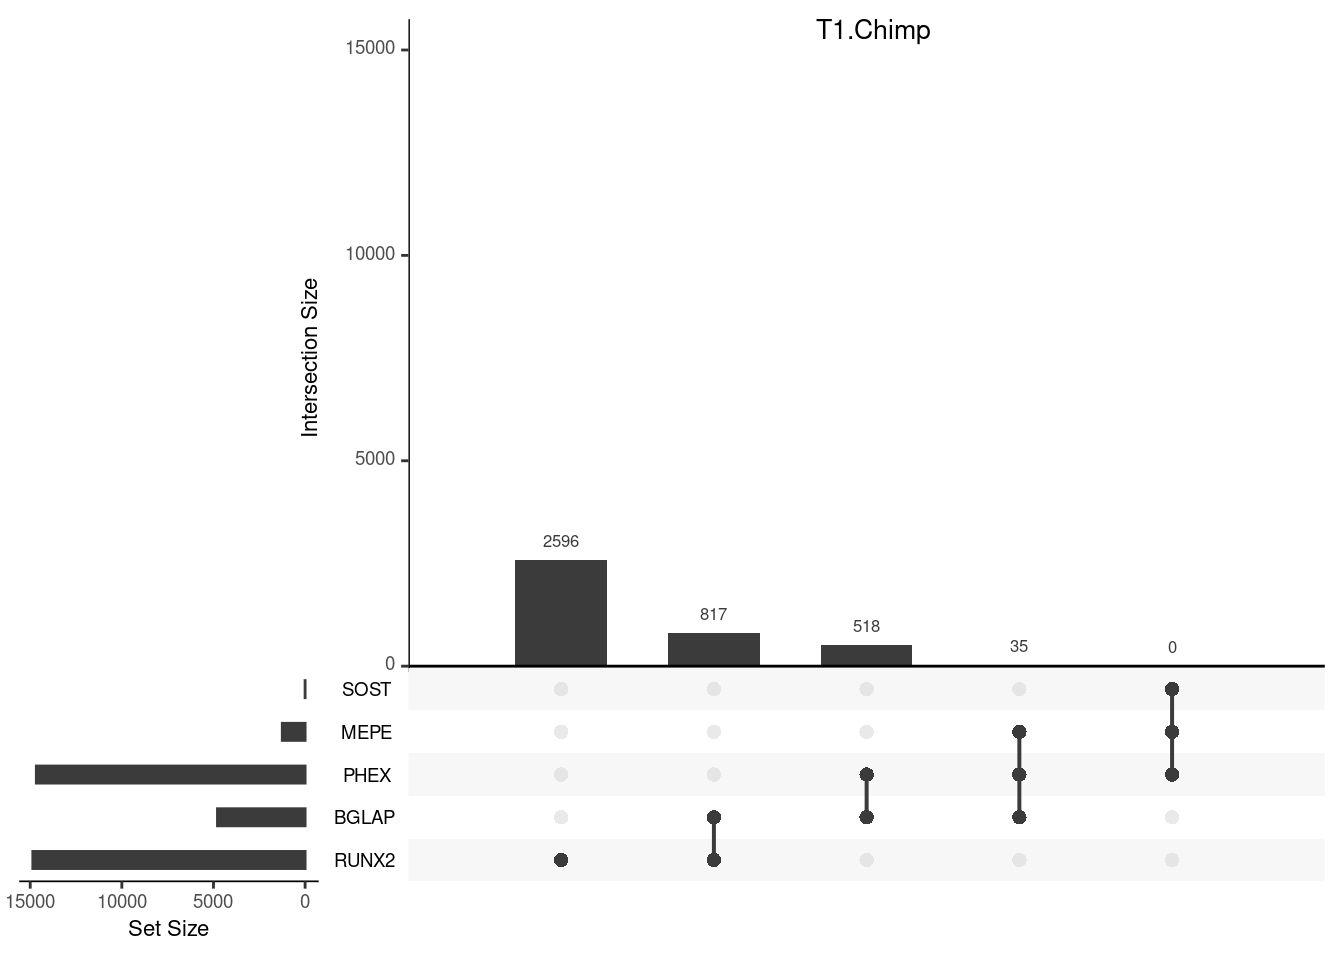 T1.Chimp
15000
10000
5000
0
Intersection Size
2596
817
518
35
0
SOST
MEPE
PHEX
BGLAP
RUNX2
15000 10000 5000 0
Set Size